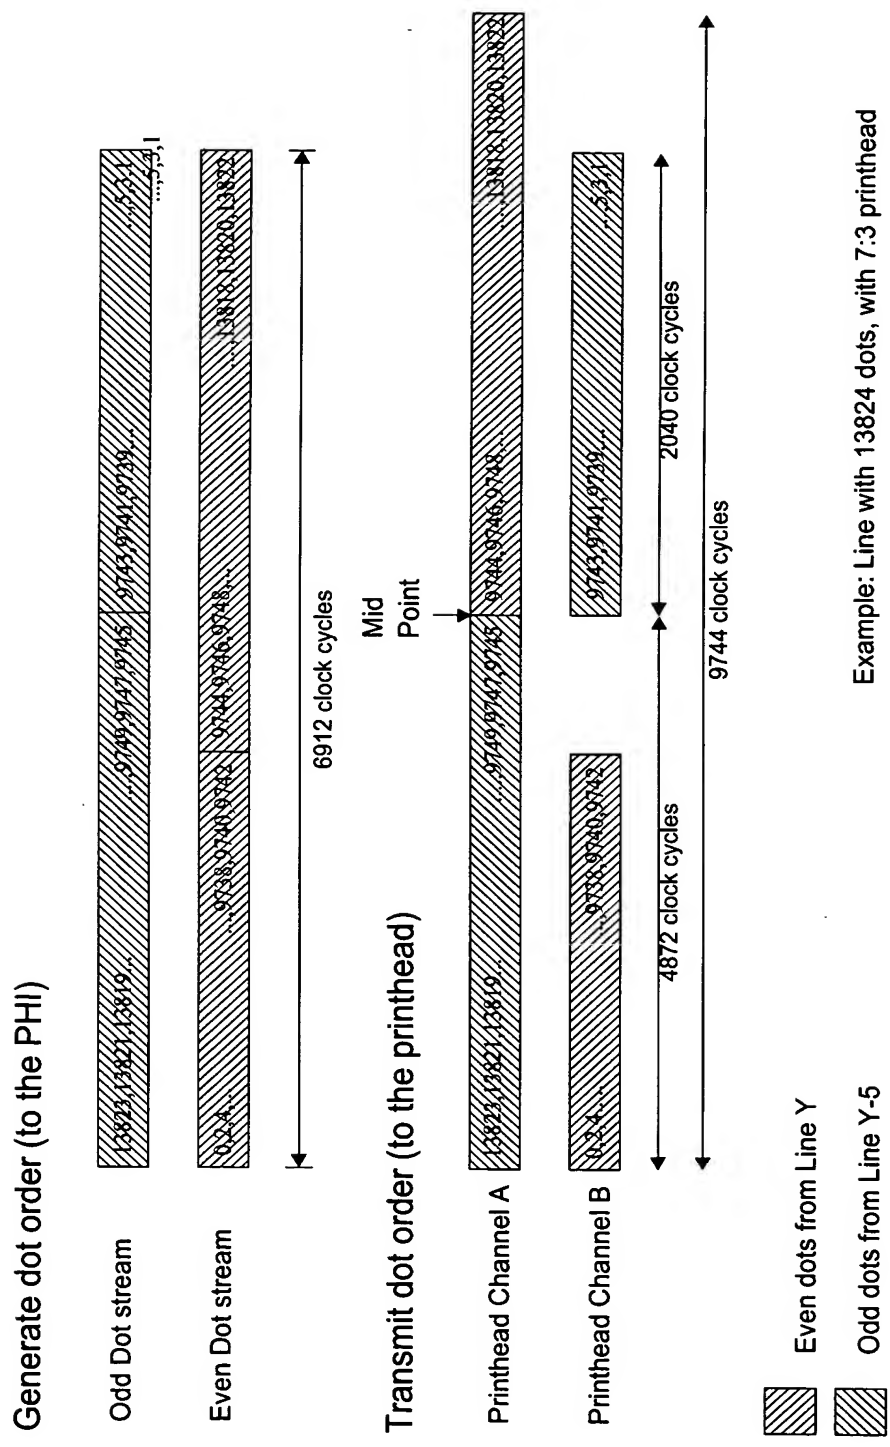 Generate dot order (to the PHI)
Odd Dot stream
13823,13821,13819...
...,9749,9747,9745
9743,9741,9739,...
...,5,3,1
...,5,3,1
Even Dot stream
0,2,4,...
...,9738,9740,9742
9744,9746,9748,...
...,13818,13820,13822
6912 clock cycles
Transmit dot order (to the printhead)
Mid
Point
Printhead Channel A
13823,13821,13819...
...,9749,9747,9745
9744,9746,9748,...
...,13818,13820,13822
Printhead Channel B
0,2,4,...
...,9738,9740,9742
9743,9741,9739,...
...,5,3,1
4872 clock cycles
2040 clock cycles
9744 clock cycles
Even dots from Line Y
Odd dots from Line Y-5
Example: Line with 13824 dots, with 7:3 printhead